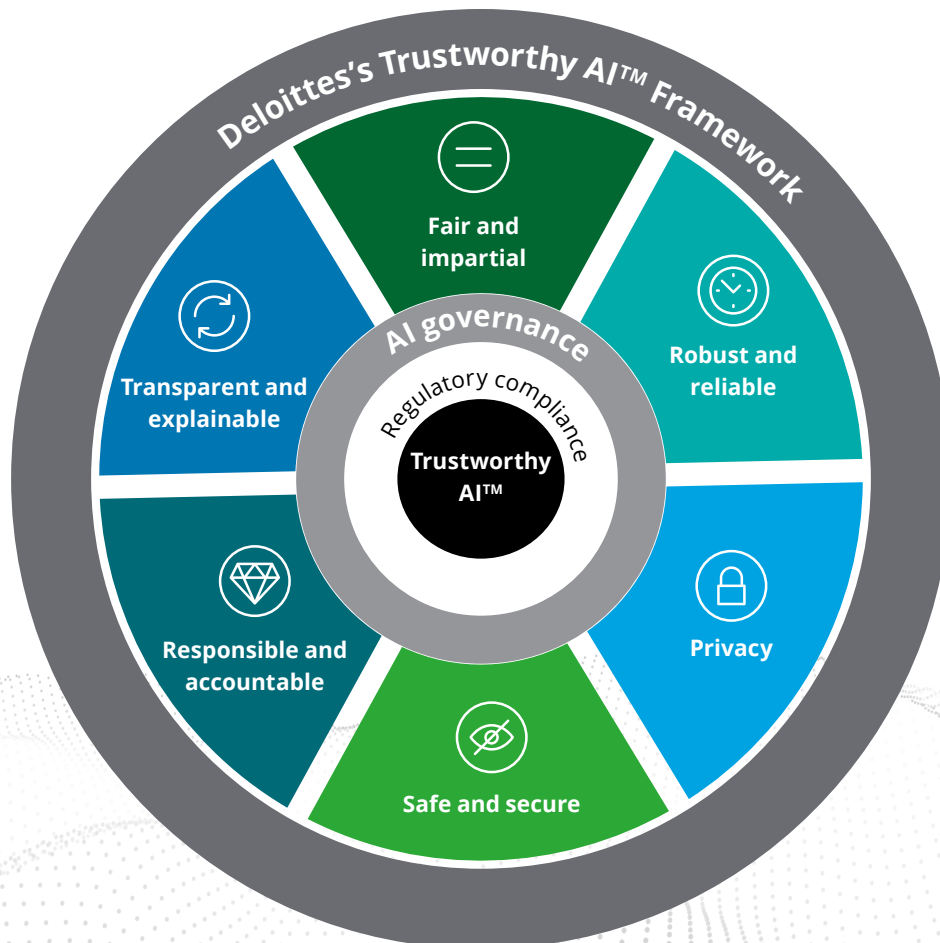 Deloittes’s Trustworthy AI™ Framework
Fair and
impartial
Robust and
reliable
Privacy
Safe and secure
Responsible and
accountable
Transparent and
explainable
AI governance
Regulatory compliance
Trustworthy
AI™